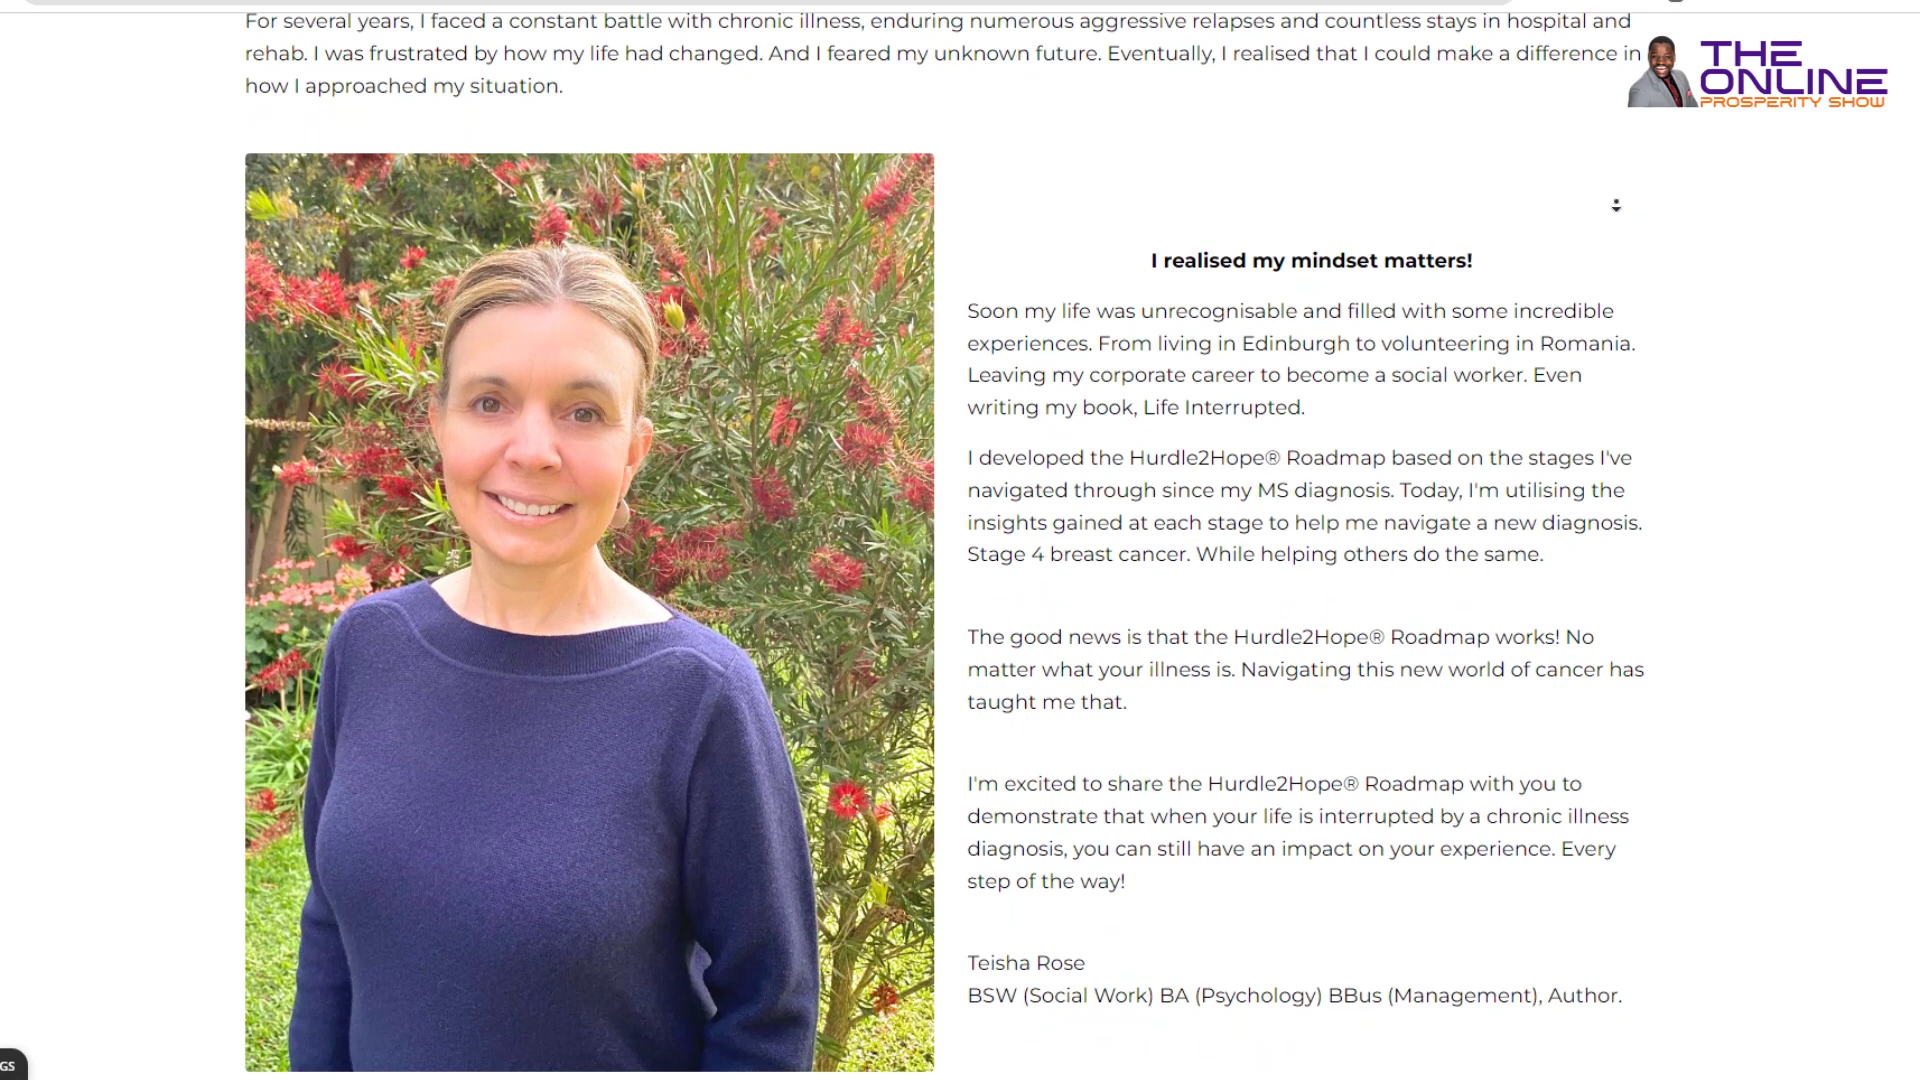 For several years, I faced a constant battle with chronic illness, enduring numerous aggressive relapses and countless stays in hospital and
rehab. I was frustrated by how my life had changed. And I feared my unknown future. Eventually, I realised that I could make a difference in
how I approached my situation.
THE
ONLINE
PROSPERITY SHOW
I realised my mindset matters!
Soon my life was unrecognisable and filled with some incredible
experiences. From living in Edinburgh to volunteering in Romania.
Leaving my corporate career to become a social worker. Even
writing my book, Life Interrupted.
I developed the Hurdle2Hope® Roadmap based on the stages I've
navigated through since my MS diagnosis. Today, I'm utilising the
insights gained at each stage to help me navigate a new diagnosis.
Stage 4 breast cancer. While helping others do the same.
The good news is that the Hurdle2Hope® Roadmap works! No
matter what your illness is. Navigating this new world of cancer has
taught me that.
I'm excited to share the Hurdle2Hope® Roadmap with you to
demonstrate that when your life is interrupted by a chronic illness
diagnosis, you can still have an impact on your experience. Every
step of the way!
Teisha Rose
BSW (Social Work) BA (Psychology) BBus (Management), Author.
GS